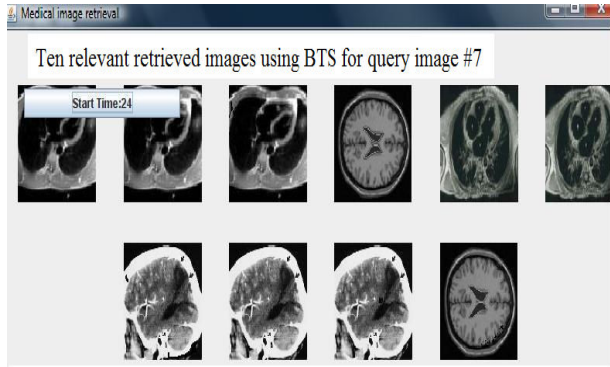 Medical image retrieval
Ten relevant retrieved images using BTS for query image #7
Start Time:24